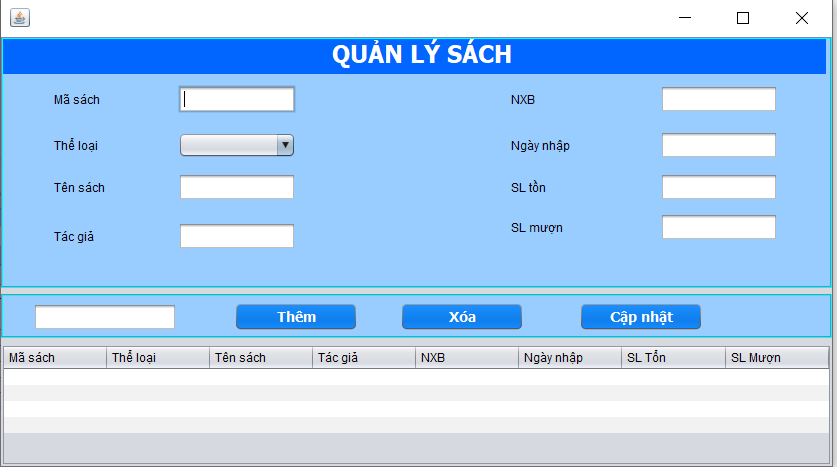 QUẢN LÝ SÁCH
Mã sách
NXB
Thể loại
Ngày nhập
Tên sách
SL tồn
Tác giả
SL mượn
Thêm Xóa Cập nhật
Mã sách Thể loại Tên sách Tác giả NXB Ngày nhập SL Tổn SL Mượn